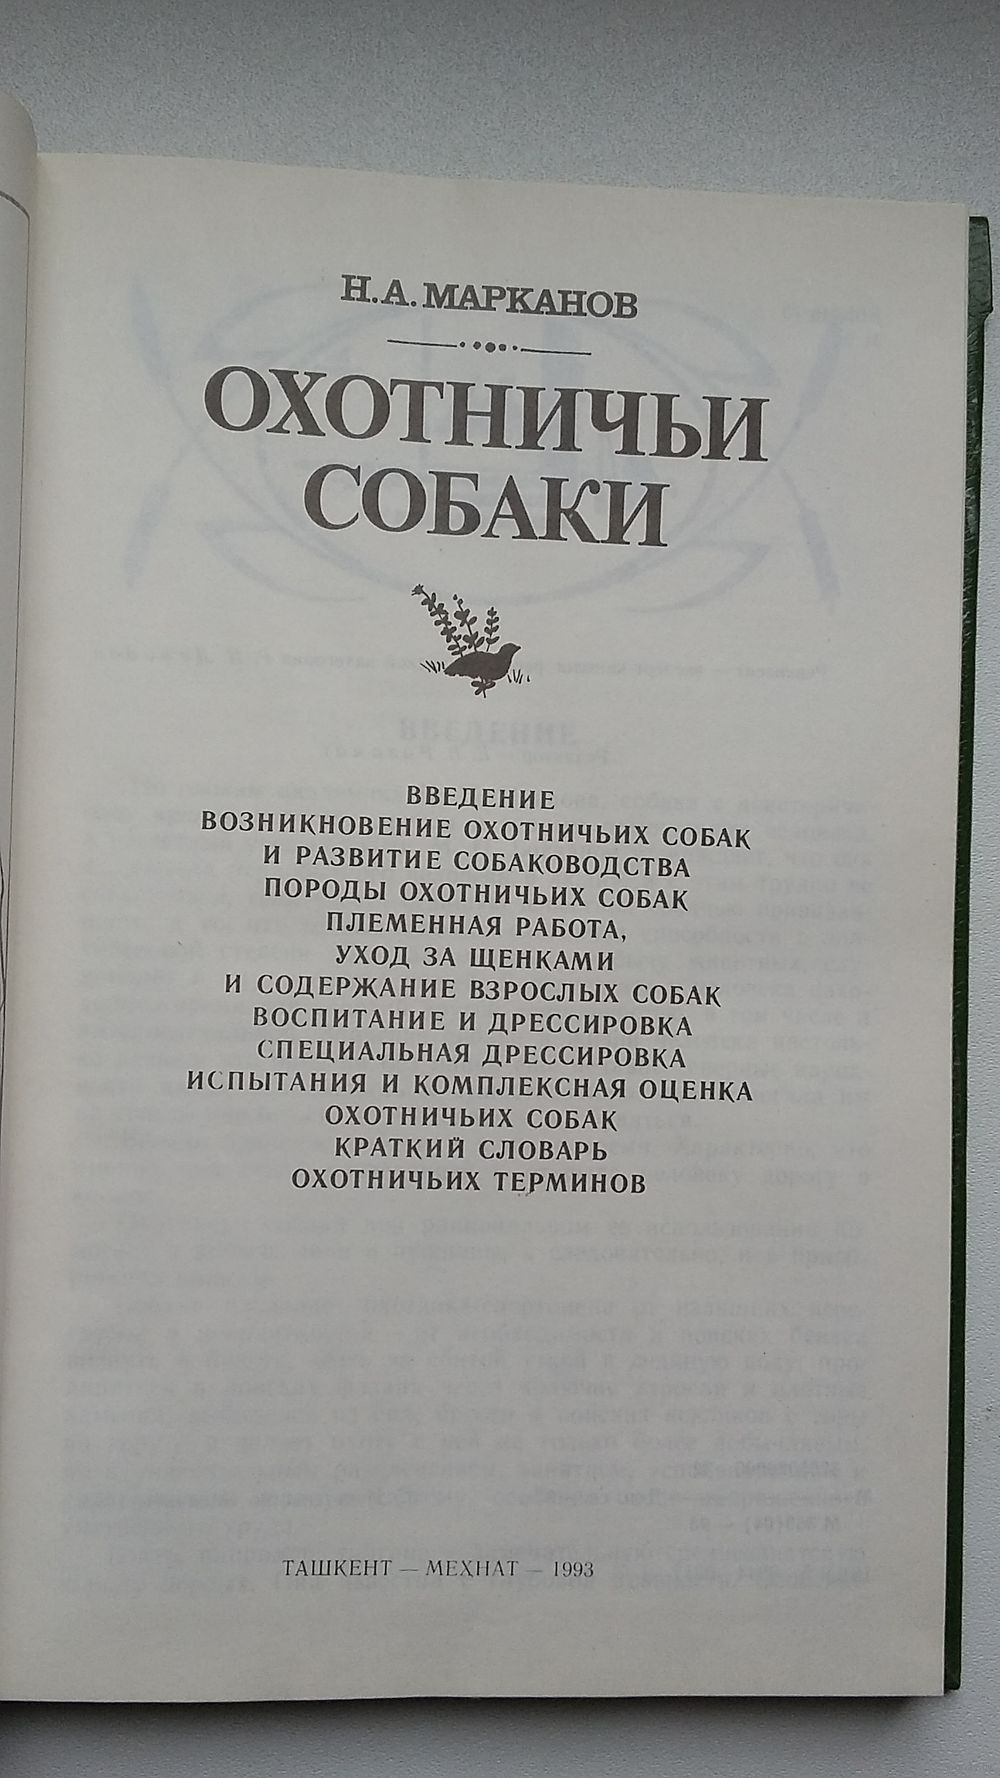 Н.А.МАРКАНОВ
ОХОТНИЧЬИ
СОБАКИ
ВВЕДЕНИЕ
ВОЗНИКНОВЕНИЕ ОХОТНИЧЬИХ СОБАК
И РАЗВИТИЕ СОБАКОВОДСТВА
ПОРОДЫ ОХОТНИЧЬИХ СОБАК
ПЛЕМЕННАЯ РАБОТА,
УХОД ЗА ЩЕНКАМИ
И СОДЕРЖАНИЕ ВЗРОСЛЫХ СОБАК
ВОСПИТАНИЕ И ДРЕССИРОВКА
СПЕЦИАЛЬНАЯ ДРЕССИРОВКА
ИСПЫТАНИЯ И КОМПЛЕКСНАЯ ОЦЕНКА
ОХОТНИЧЬИХ СОБАК
КРАТКИЙ СЛОВАРЬ
ОХОТНИЧЬИХ ТЕРМИНОВ
ТАШКЕНТ — МЕХНАТ — 1993